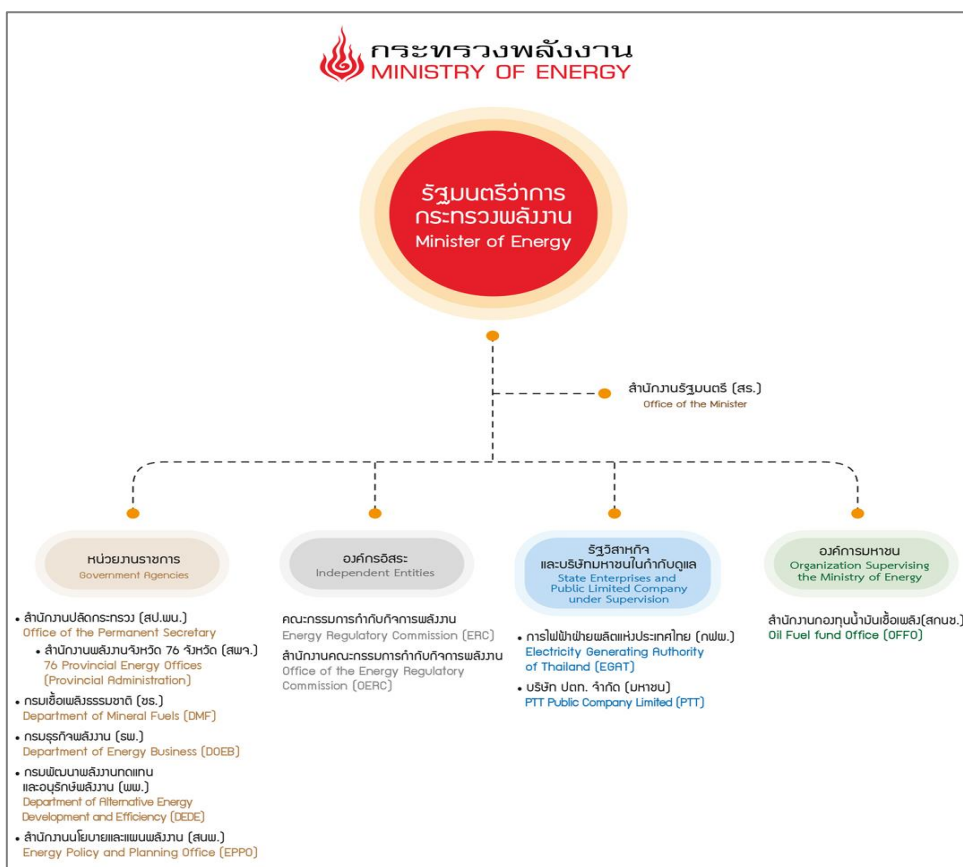 กระทรวงพลังงาน
MINISTRY OF ENERGY
รัฐมนตรีว่าการ
กระทรวงพลังงาน
Minister of Energy
สำนักงานรัฐมนตรี (สร.)
Office of the Minister
หน่วยงานราชการ
Government Agencies
• สำนักงานปลัดกระทรวง (สป.พน.)
Office of the Permanent Secretary
• สำนักงานพลังงานจังหวัด 76 จังหวัด (สพจ.)
76 Provincial Energy Offices
(Provincial Administration)
• กรมเชื้อเพลิงธรรมชาติ (ชธ.)
Department of Mineral Fuels (DMF)
• กรมธุรกิจพลังงาน (ธพ.)
Department of Energy Business (DOEB)
• กรมพัฒนาพลังงานทดแทน
และอนุรักษ์พลังงาน (พพ.)
Department of Alternative Energy
Development and Efficiency (DEDE)
• สำนักงานนโยบายและแผนพลังงาน (สนพ.)
Energy Policy and Planning Office (EPPO)
องค์กรอิสระ
Independent Entities
คณะกรรมการกำกับกิจการพลังงาน
Energy Regulatory Commission (ERC)
สำนักงานคณะกรรมการกำกับกิจการพลังงาน
Office of the Energy Regulatory
Commission (OERC)
รัฐวิสาหกิจ
และบริษัทมหาชนในกำกับดูแล
State Enterprises and
Public Limited Company
under Supervision
• การไฟฟ้าฝ่ายผลิตแห่งประเทศไทย (กฟผ.)
Electricity Generating Authority
of Thailand (EGAT)
• บริษัท ปตท. จำกัด (มหาชน)
PTT Public Company Limited (PTT)
องค์การมหาชน
Organization Supervising
the Ministry of Energy
สำนักงานกองทุนน้ำมันเชื้อเพลิง(สกนช.)
Oil Fuel fund Office (OFFO)